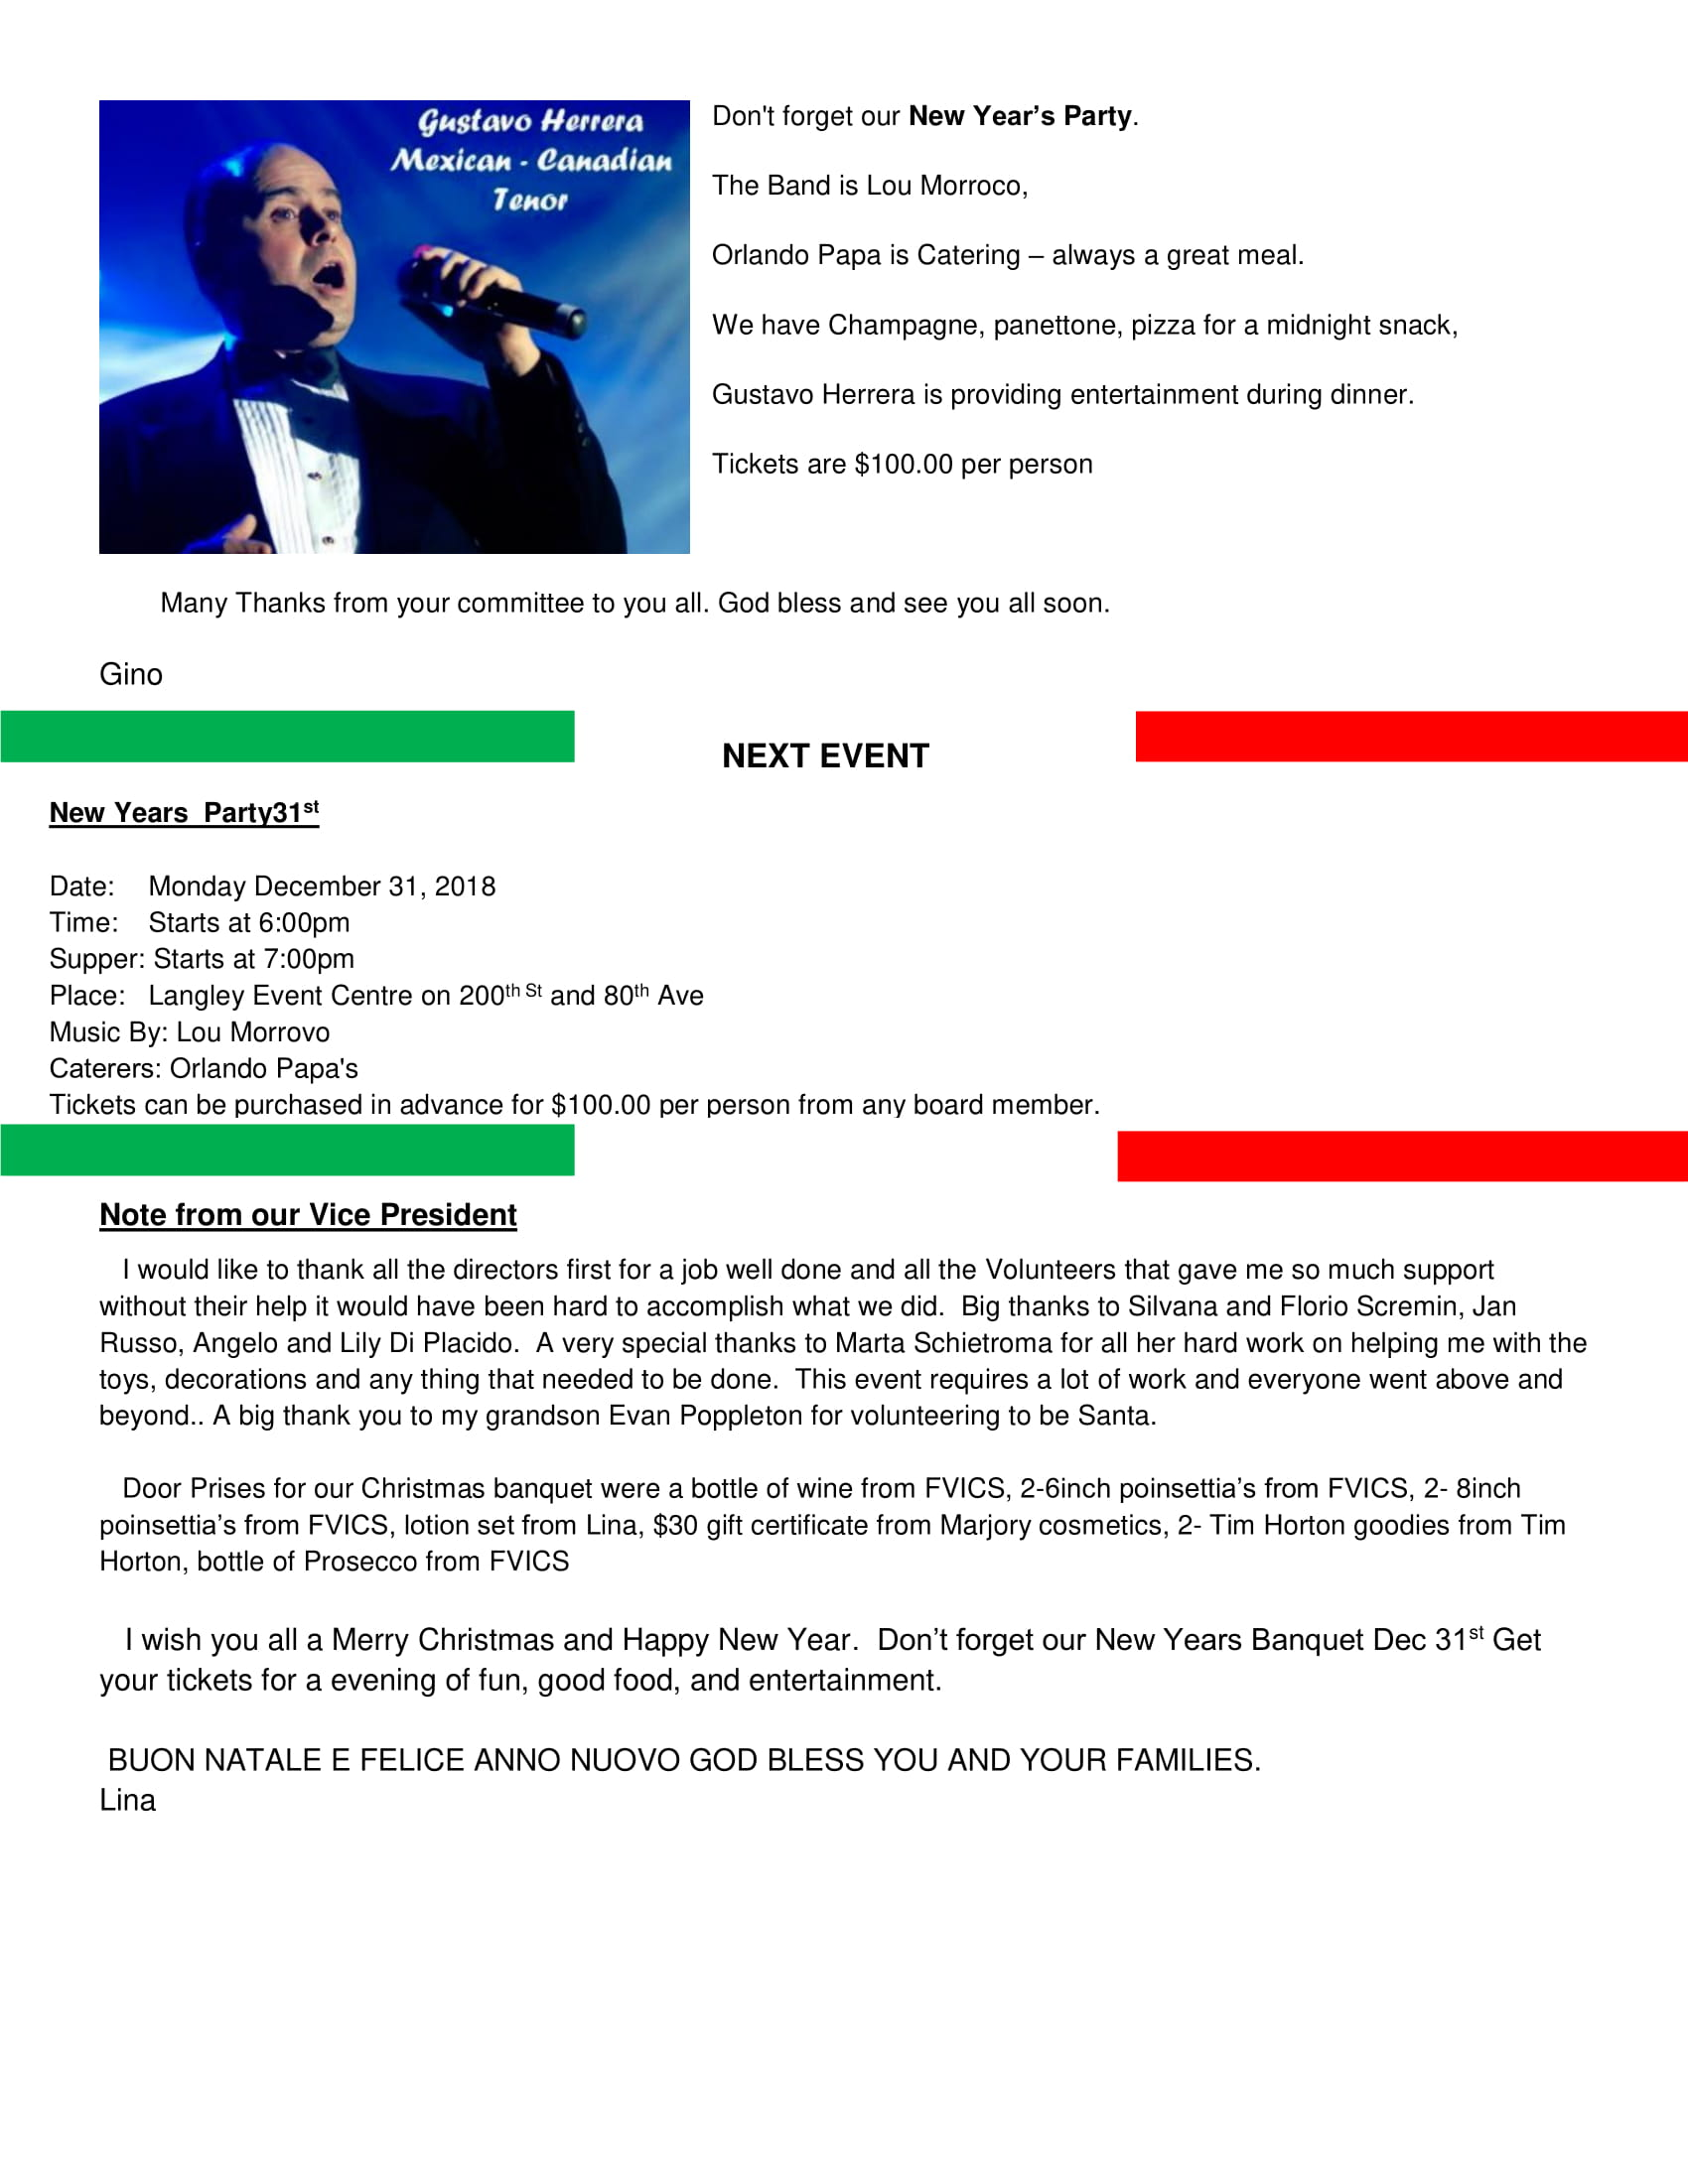 Gustavo Herrera
Mexican - Canadian
Tenor
Don't forget our New Year’s Party.
The Band is Lou Morroco,
Orlando Papa is Catering – always a great meal.
We have Champagne, panettone, pizza for a midnight snack,
Gustavo Herrera is providing entertainment during dinner.
Tickets are $100.00 per person
Many Thanks from your committee to you all. God bless and see you all soon.
Gino
NEXT EVENT
New Years  Party31st
Date: Monday December 31, 2018
Time: Starts at 6:00pm
Supper: Starts at 7:00pm
Place: Langley Event Centre on 200th St and 80th Ave
Music By: Lou Morrovo
Caterers: Orlando Papa's
Tickets can be purchased in advance for $100.00 per person from any board member.
Note from our Vice President
I would like to thank all the directors first for a job well done and all the Volunteers that gave me so much support
without their help it would have been hard to accomplish what we did.  Big thanks to Silvana and Florio Scremin, Jan
Russo, Angelo and Lily Di Placido.  A very special thanks to Marta Schietroma for all her hard work on helping me with the
toys, decorations and any thing that needed to be done.  This event requires a lot of work and everyone went above and
beyond.. A big thank you to my grandson Evan Poppleton for volunteering to be Santa.
Door Prises for our Christmas banquet were a bottle of wine from FVICS, 2-6inch poinsettia’s from FVICS, 2- 8inch
poinsettia’s from FVICS, lotion set from Lina, $30 gift certificate from Marjory cosmetics, 2- Tim Horton goodies from Tim
Horton, bottle of Prosecco from FVICS
I wish you all a Merry Christmas and Happy New Year.  Don’t forget our New Years Banquet Dec 31st Get
your tickets for a evening of fun, good food, and entertainment.
BUON NATALE E FELICE ANNO NUOVO GOD BLESS YOU AND YOUR FAMILIES.
Lina